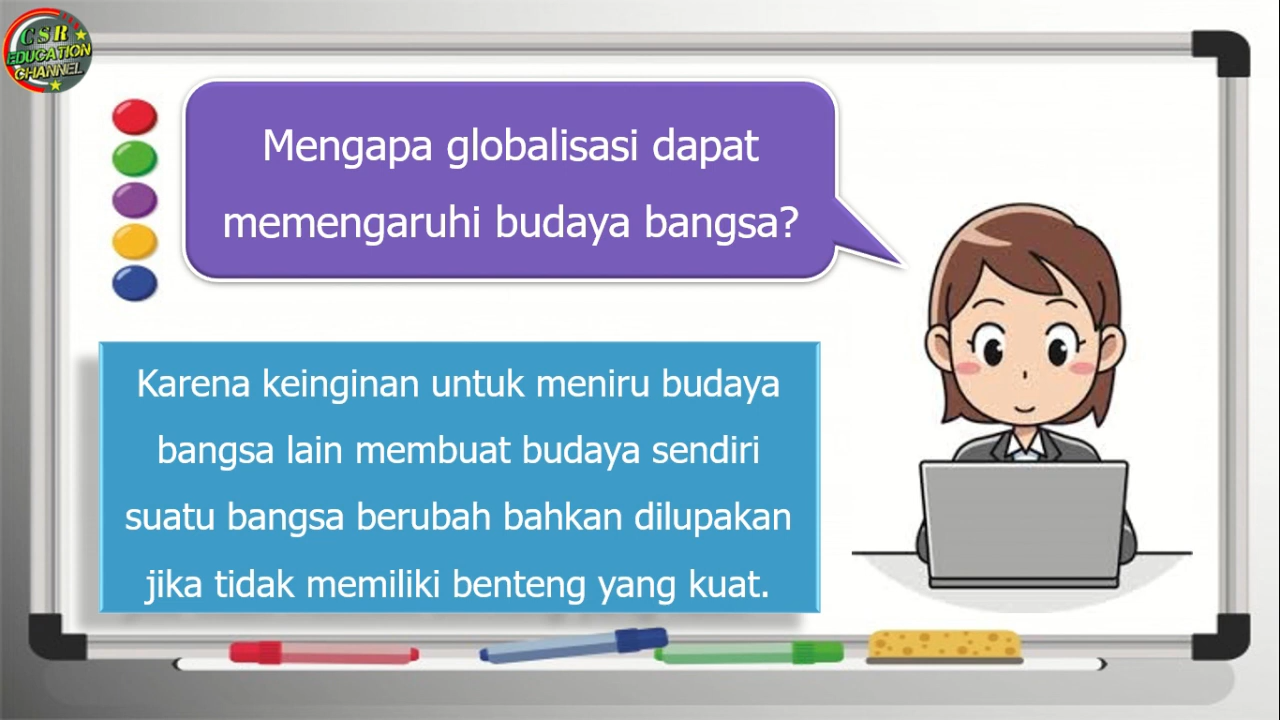 CSR
EDUCATION
CHANNEL
Mengapa globalisasi dapat
memengaruhi budaya bangsa?
Karena keinginan untuk meniru budaya
bangsa lain membuat budaya sendiri
suatu bangsa berubah bahkan dilupakan
jika tidak memiliki benteng yang kuat.